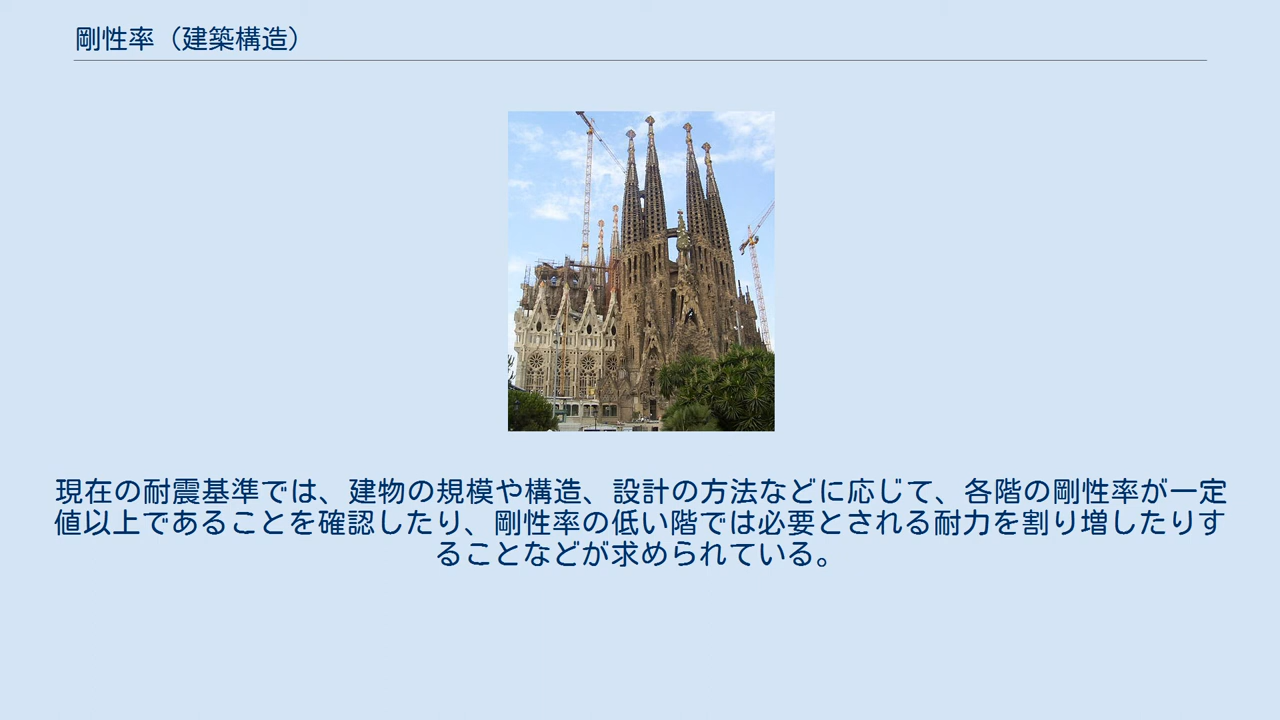 剛性率（建築構造）
現在の耐震基準では、建物の規模や構造、設計の方法などに応じて、各階の剛性率が一定
値以上であることを確認したり、剛性率の低い階では必要とされる耐力を割り増したりす
ることなどが求められている。